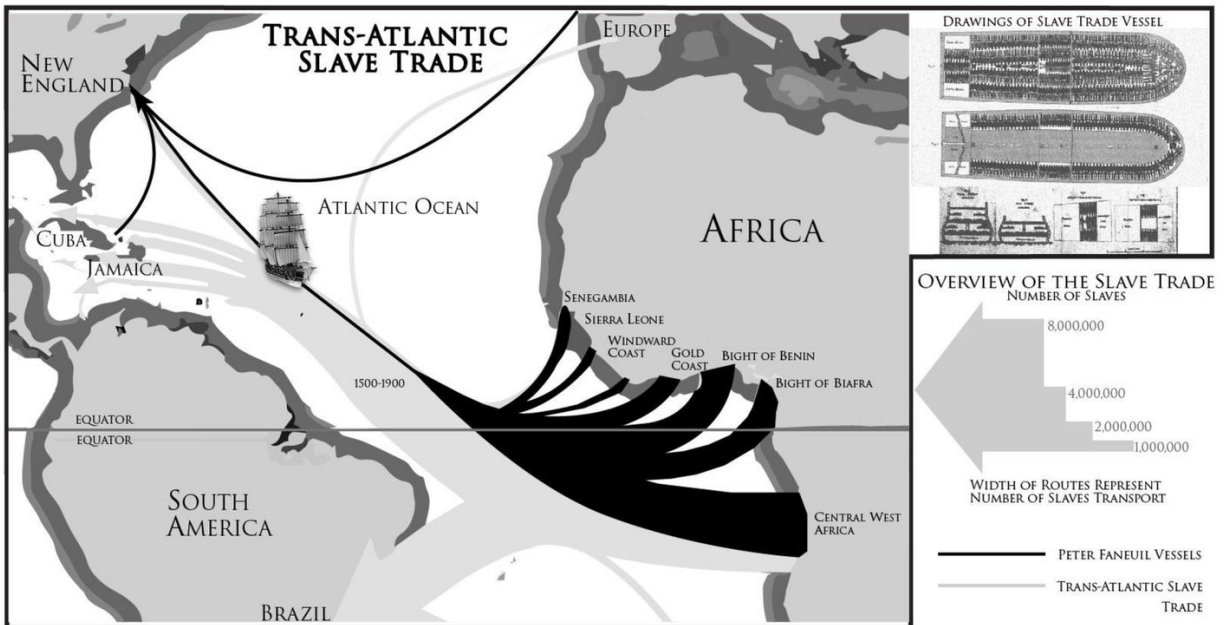 TRANS-ATLANTIC
SLAVE TRADE
EUROPE
NEW
ENGLAND
ATLANTIC OCEAN
AFRICA
CUBA
JAMAICA
SENEGAMBIA
SIERRA LEONE
WINDWARD
COAST
GOLD
COAST
BIGHT OF BENIN
BIGHT OF BIAFRA
1500-1900
EQUATOR
EQUATOR
SOUTH
AMERICA
CENTRAL WEST
AFRICA
BRAZIL
DRAWINGS OF SLAVE TRADE VESSEL
OVERVIEW OF THE SLAVE TRADE
NUMBER OF SLAVES
8,000,000
4,000,000
2,000,000
1,000,000
WIDTH OF ROUTES REPRESENT
NUMBER OF SLAVES TRANSPORT
PETER FANEUIL VESSELS
TRANS-ATLANTIC SLAVE
TRADE